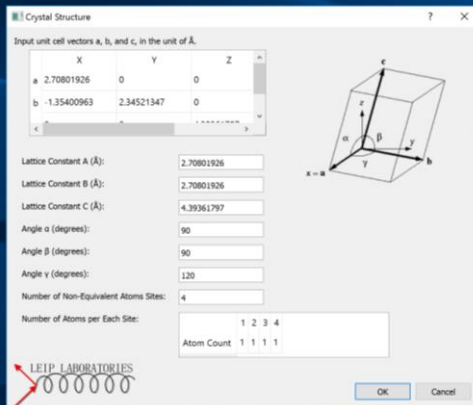 Crystal Structure
? X
Input unit cell vectors a, b, and c, in the unit of Å.
X Y Z
a 2.70801926 0 0
b -1.35400963 2.34521347 0
c
z
α β y
x = a γ b
Lattice Constant A (Å): 2.70801926
Lattice Constant B (Å): 2.70801926
Lattice Constant C (Å): 4.39361797
Angle α (degrees): 90
Angle β (degrees): 90
Angle γ (degrees): 120
Number of Non-Equivalent Atoms Sites: 4
Number of Atoms per Each Site:
1 2 3 4
Atom Count 1 1 1 1
LEIP LABORATORIES
OK Cancel